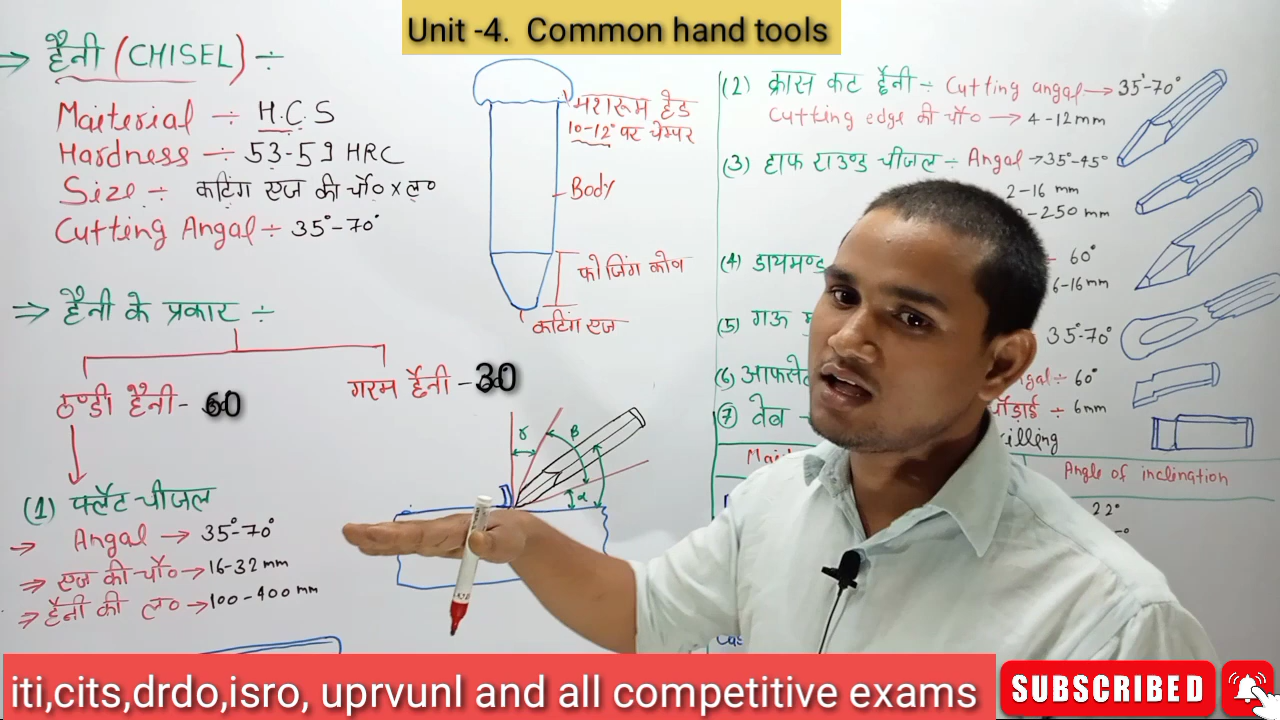 Unit -4. Common hand tools
⇒ छैनी (CHISEL) ÷
Maiterial ÷ H.C.S
Hardness ÷ 53-59 HRC
Size ÷ कटिंग एज की चौ० × ल०
Cutting Angal ÷ 35°-70°
⇒ छैनी के प्रकार ÷
ठण्डी छैनी - 60
गरम छैनी - 30
(1) फ्लैट चीजल
→ Angal → 35°-70°
⇒ एज की चौ० → 16-32 mm
⇒ छैनी की ल० → 100-400 mm
मशरूम हेड
10-12° पर चेम्फर
Body
फोर्जिंग कोण
कटिंग एज
γ
β
α
(2) क्रास कट छैनी ÷ Cutting angal → 35°-70°
Cutting edge की चौ० → 4-12 mm
(3) हाफ राउण्ड चीजल ÷ Angal → 35°-45°
2-16 mm
-250 mm
(4) डायमण्ड
÷ 60°
6-16 mm
(5) गऊ
35°-70°
(6) आफसेट
ngal ÷ 60°
⑦ वेब -
चौड़ाई ÷ 6mm
illing
Angle of inclination
22°
iti,cits,drdo,isro, uprvunl and all competitive exams
SUBSCRIBED